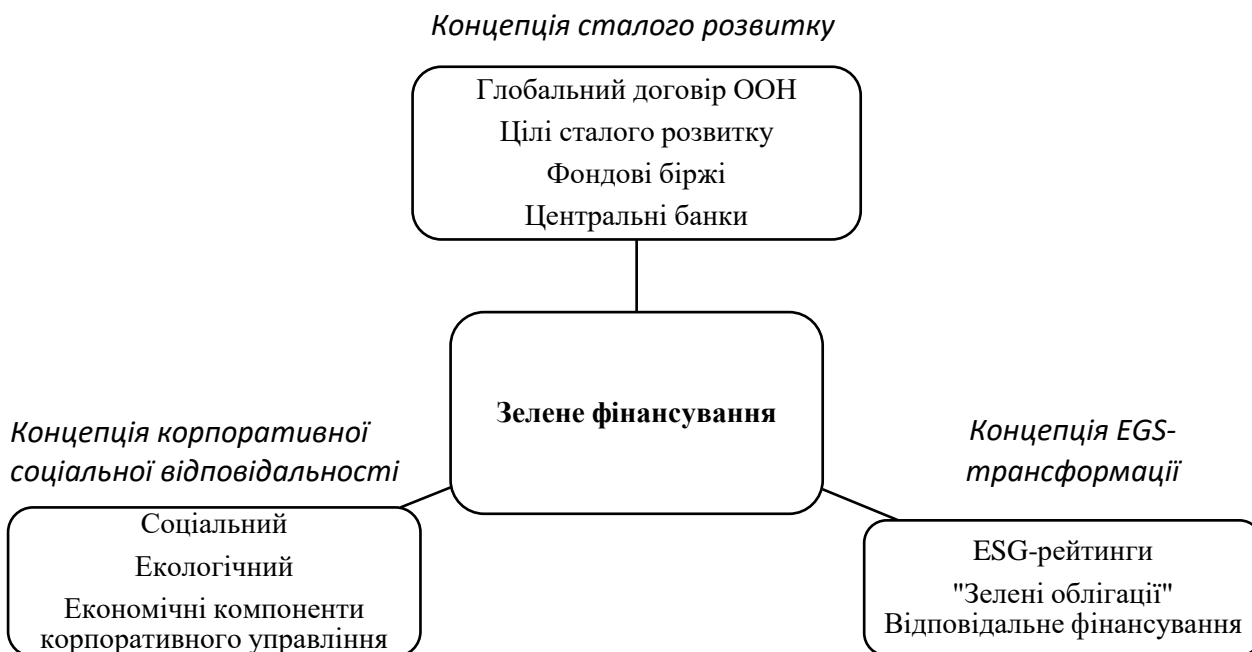 Концепція сталого розвитку
Глобальний договір ООН
Цілі сталого розвитку
Фондові біржі
Центральні банки
Зелене фінансування
Концепція корпоративної
соціальної відповідальності
Соціальний
Екологічний
Економічні компоненти
корпоративного управління
Концепція EGS-
трансформації
ESG-рейтинги
"Зелені облігації"
Відповідальне фінансування